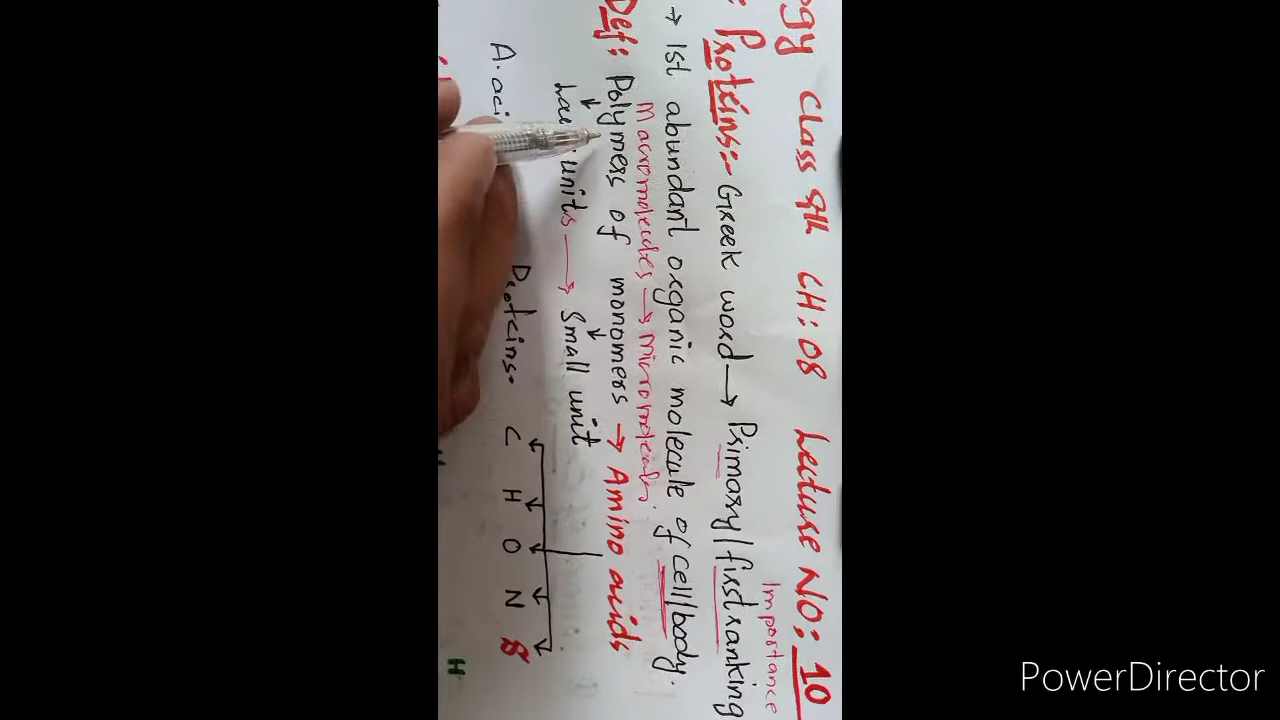 ogy Class 9th CH: 08 Lecture NO: 10
Importance
: Proteins:- Greek word → Primary/first ranking
→ 1st abundant organic molecule of cell/body.
Macromolecules → micromolecules.
Def: Polymers of monomers → Amino acids
units → Small unit
Proteins.
A. aci
C H O N S
H
PowerDirector